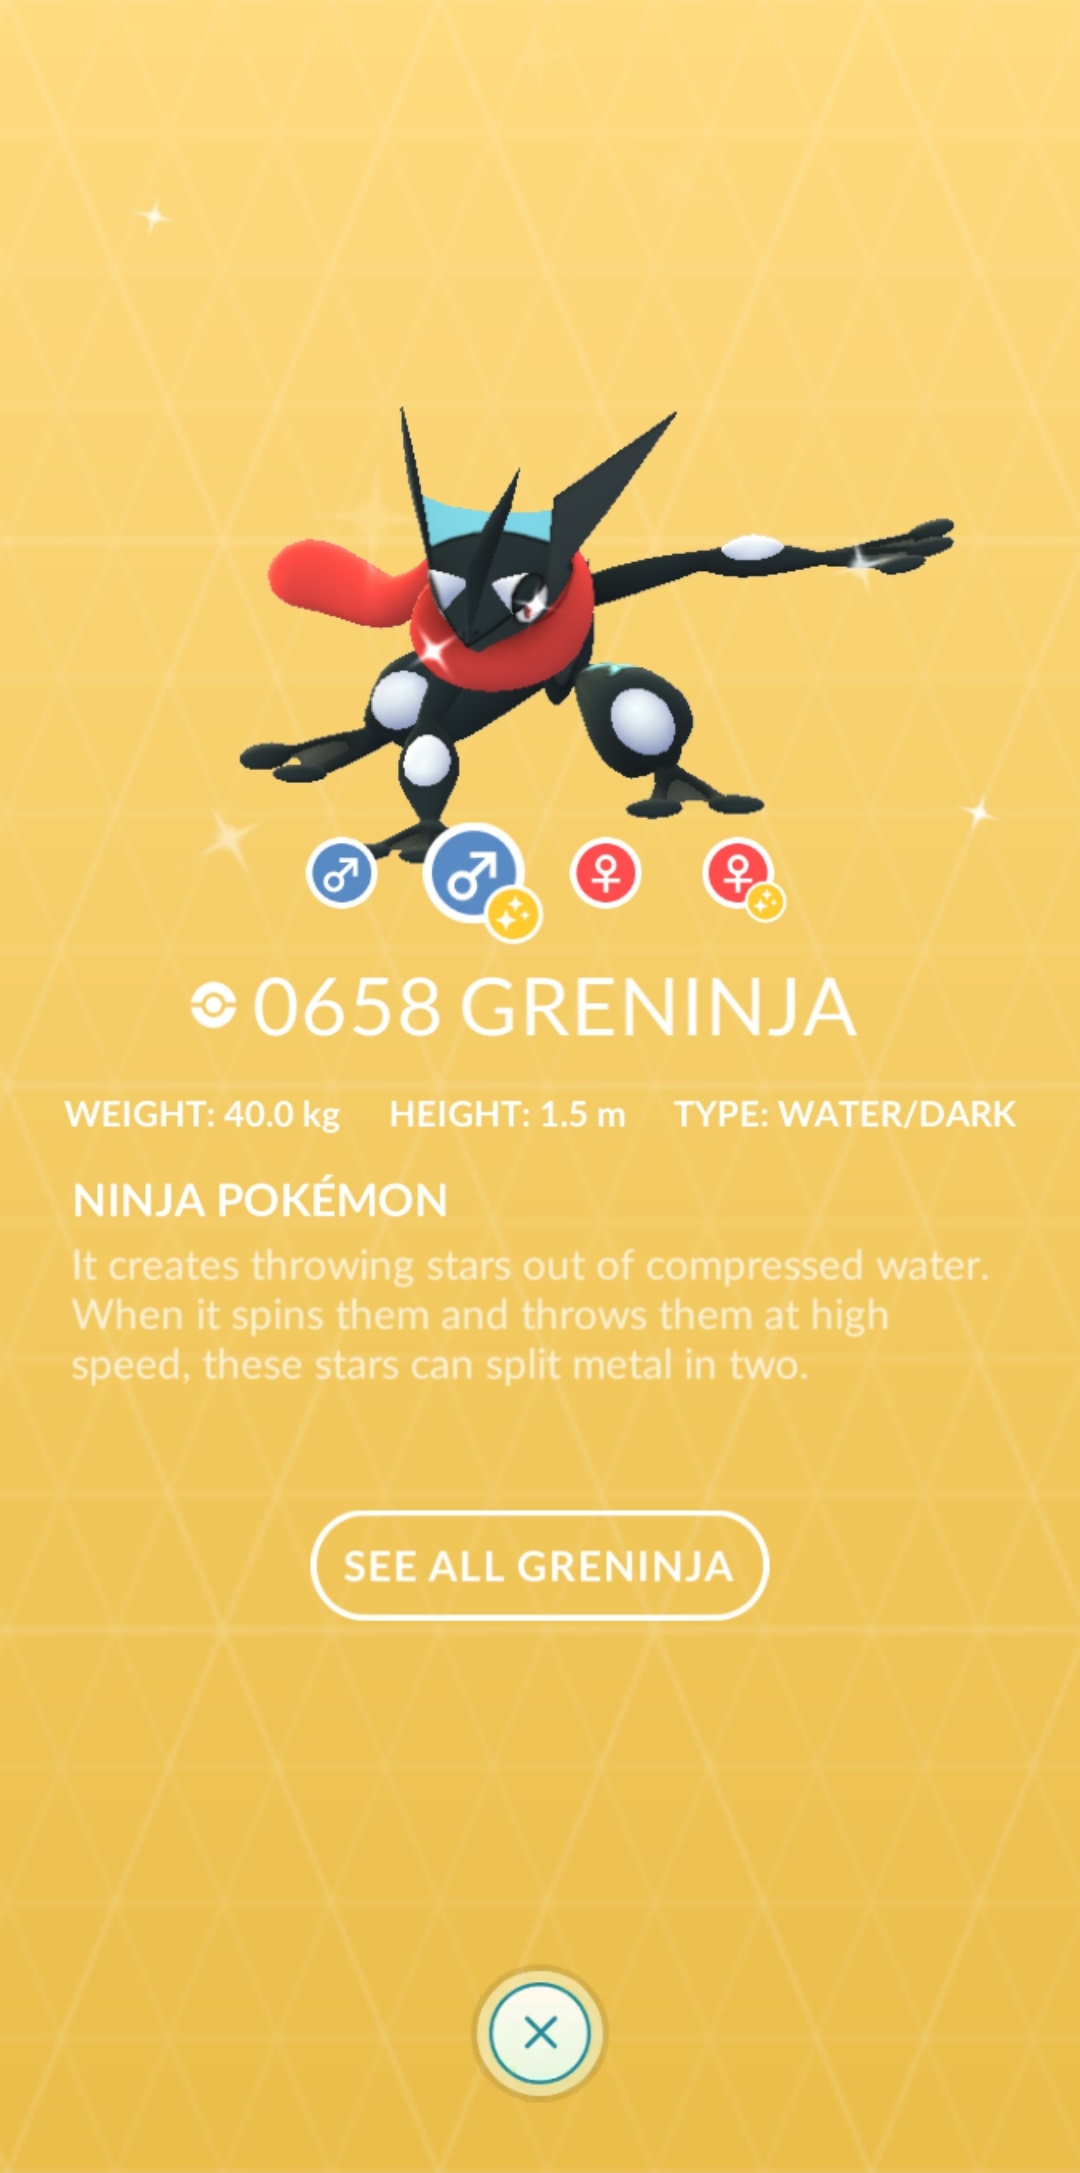 0658 GRENINJA
WEIGHT: 40.0 kg HEIGHT: 1.5 m TYPE: WATER/DARK
NINJA POKÉMON
It creates throwing stars out of compressed water.
When it spins them and throws them at high
speed, these stars can split metal in two.
SEE ALL GRENINJA